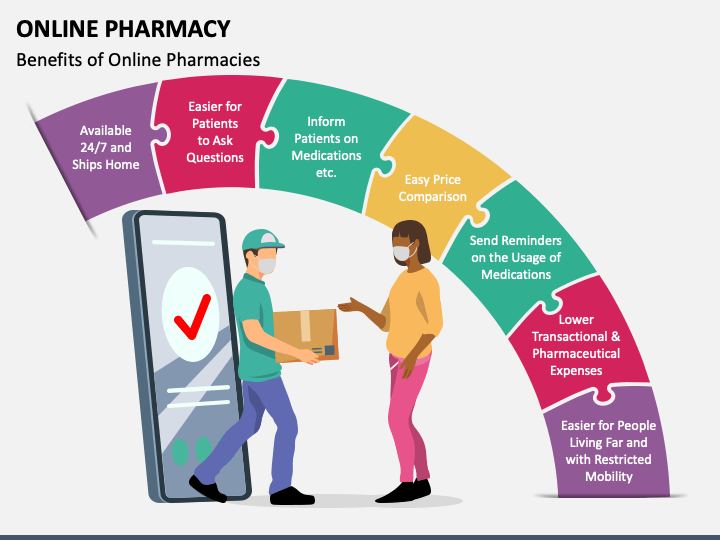 ONLINE PHARMACY
Benefits of Online Pharmacies
Available
24/7 and
Ships Home
Easier for
Patients
to Ask
Questions
Inform
Patients on
Medications
etc.
Easy Price
Comparison
Send Reminders
on the Usage of
Medications
Lower
Transactional &
Pharmaceutical
Expenses
Easier for People
Living Far and
with Restricted
Mobility